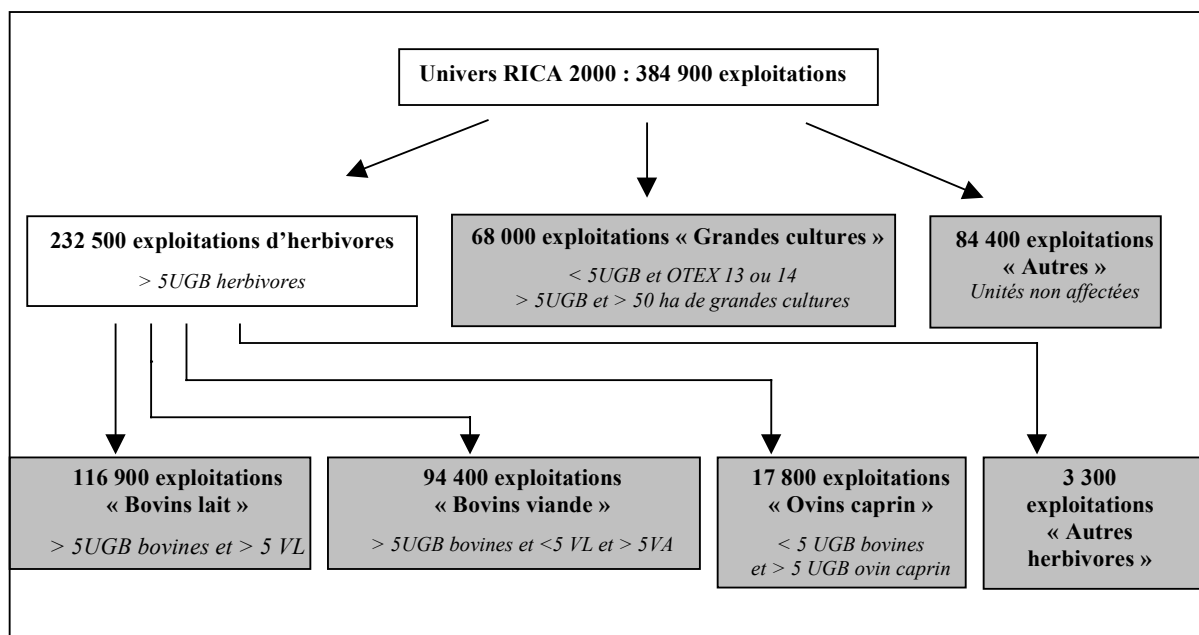 Univers RICA 2000 : 384 900 exploitations
232 500 exploitations d’herbivores
> 5UGB herbivores
68 000 exploitations « Grandes cultures »
< 5UGB et OTEX 13 ou 14
> 5UGB et > 50 ha de grandes cultures
84 400 exploitations
« Autres »
Unités non affectées
116 900 exploitations
« Bovins lait »
> 5UGB bovines et > 5 VL
94 400 exploitations
« Bovins viande »
> 5UGB bovines et <5 VL et > 5VA
17 800 exploitations
« Ovins caprin »
< 5 UGB bovines
et > 5 UGB ovin caprin
3 300
exploitations
« Autres
herbivores »